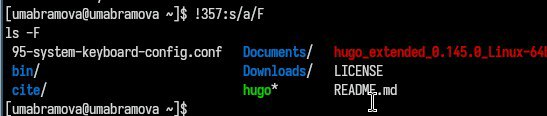 [umabramova@umabramova ~]$ !357:s/a/F
ls -F
95-system-keyboard-config.conf Documents/ hugo_extended_0.145.0_Linux-64
bin/ Downloads/ LICENSE
cite/ hugo* README.md
[umabramova@umabramova ~]$